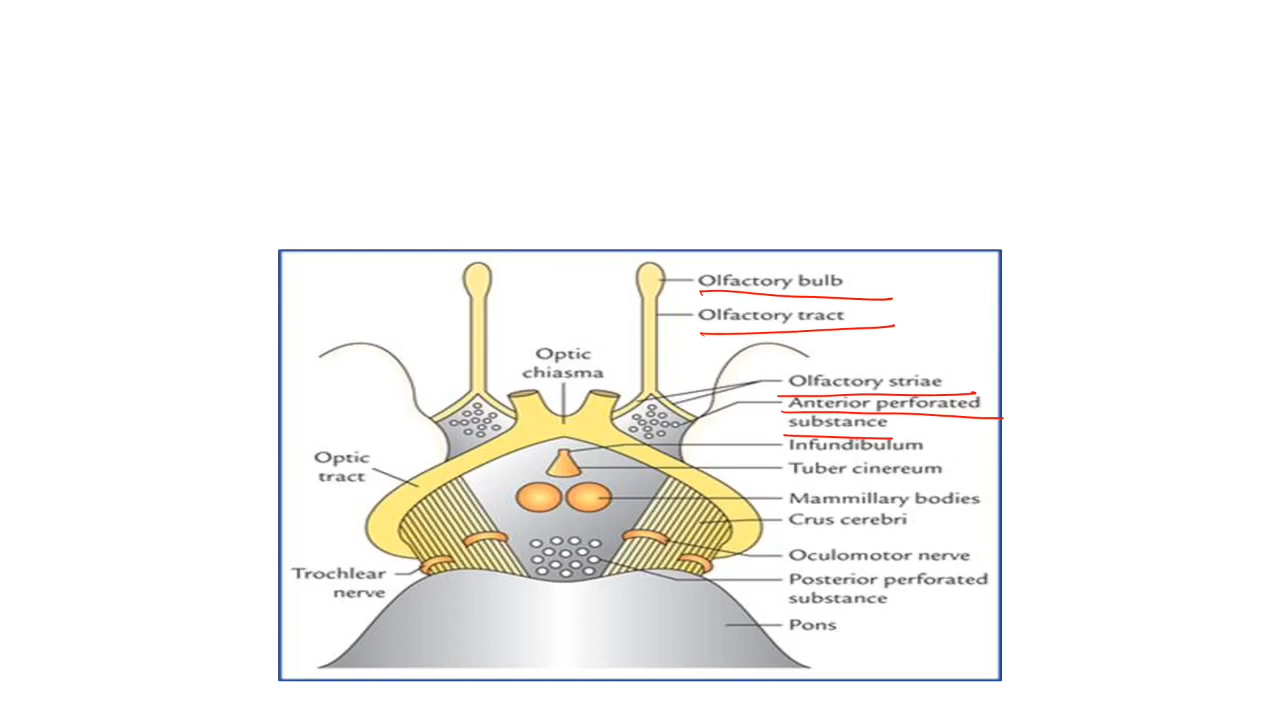 Olfactory bulb
Olfactory tract
Optic
chiasma
Olfactory striae
Anterior perforated
substance
Infundibulum
Optic
tract
Tuber cinereum
Mammillary bodies
Crus cerebri
Oculomotor nerve
Trochlear
nerve
Posterior perforated
substance
Pons